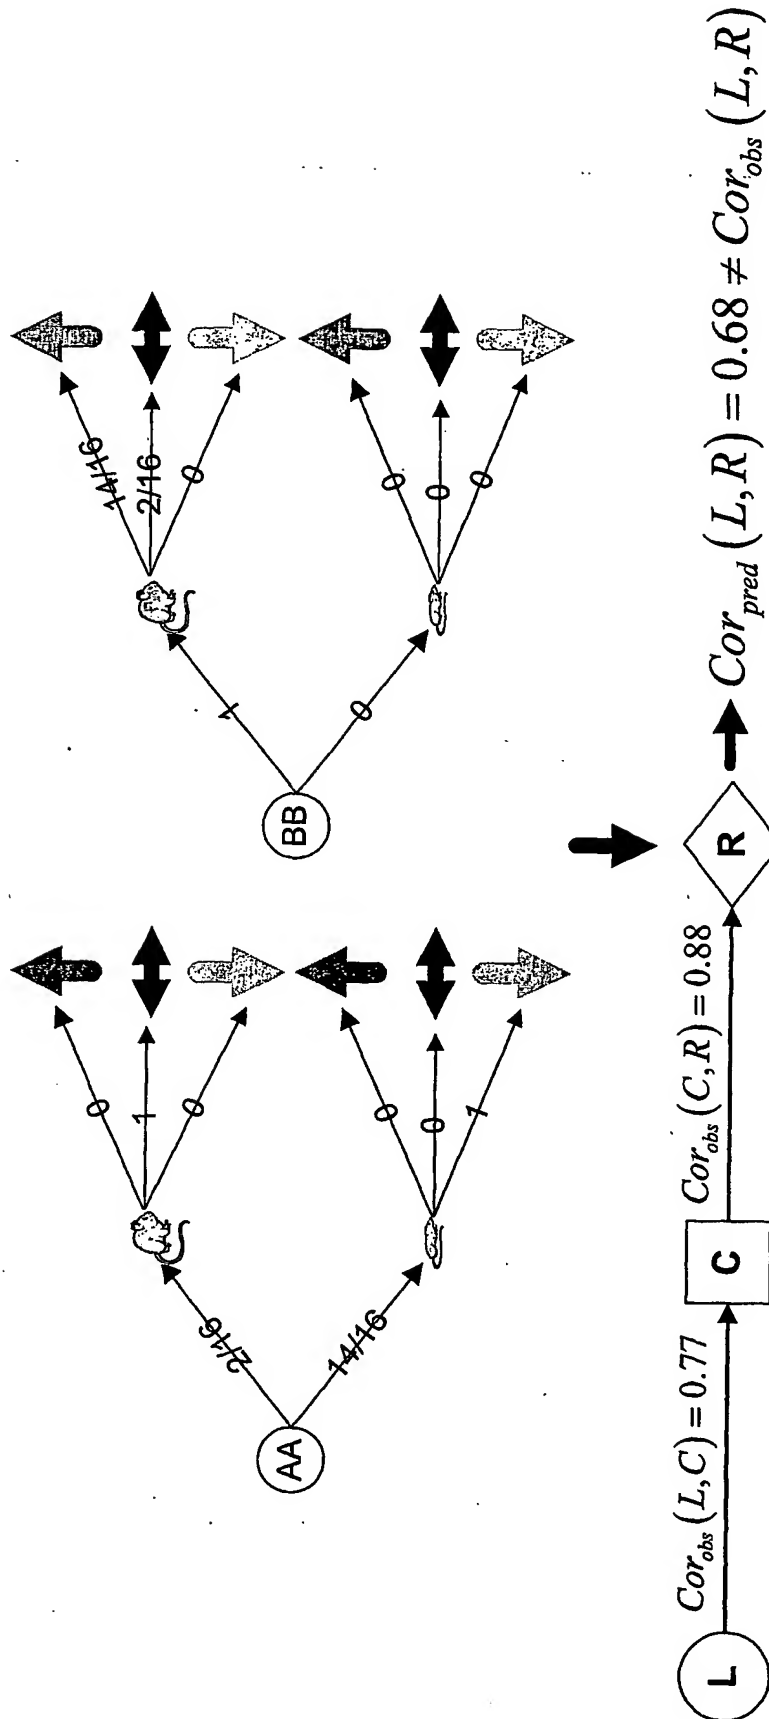 AA
2/16
14/16
0
1
0
0
0
1
BB
1
0
14/16
2/16
0
0
0
0
L
Cor_obs (L,C) = 0.77
C
Cor_obs (C,R) = 0.88
R
Cor_pred (L,R) = 0.68 ≠ Cor_obs (L,R)